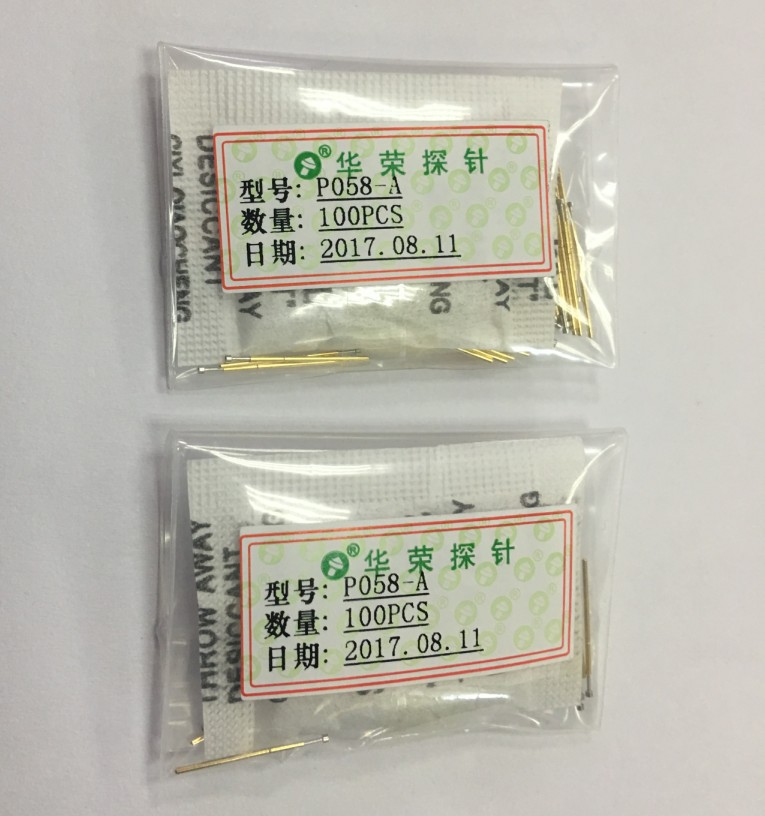 ® 华荣探针
型号: P058-A
数量: 100PCS
日期: 2017.08.11
DESICCANT
® 华荣探针
型号: P058-A
数量: 100PCS
日期: 2017.08.11
THROW AWAY
DESICCANT